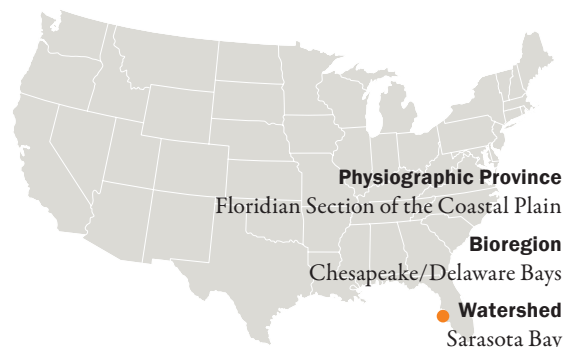 Physiographic Province
Floridian Section of the Coastal Plain
Bioregion
Chesapeake/Delaware Bays
Watershed
Sarasota Bay